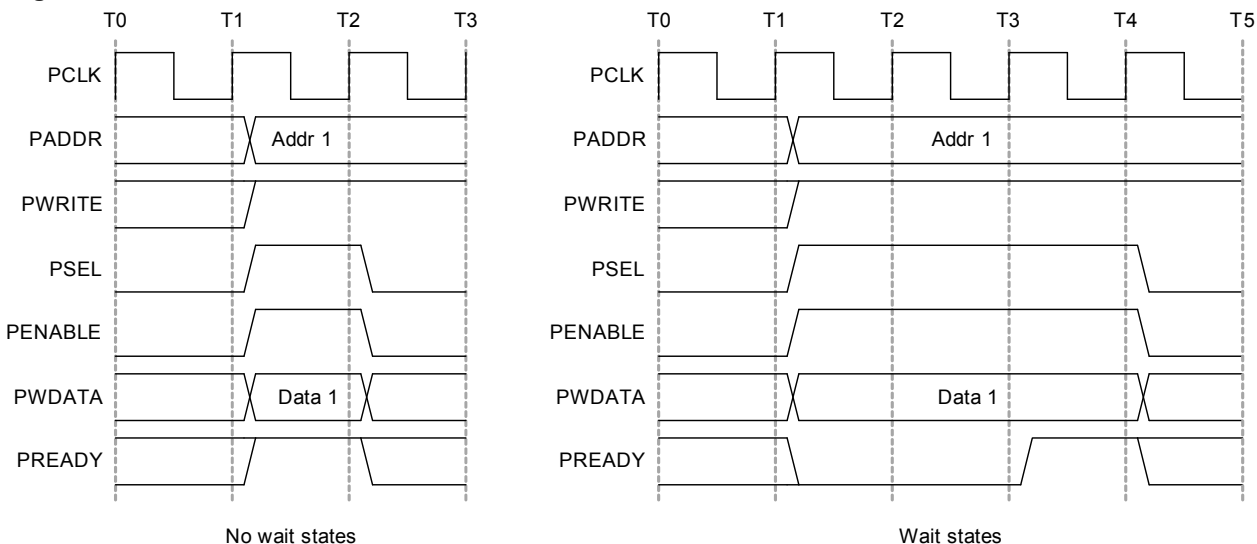 T0 T1 T2 T3 T0 T1 T2 T3 T4 T5
PCLK PCLK
PADDR Addr 1 PADDR Addr 1
PWRITE PWRITE
PSEL PSEL
PENABLE PENABLE
PWDATA Data 1 PWDATA Data 1
PREADY PREADY
No wait states Wait states